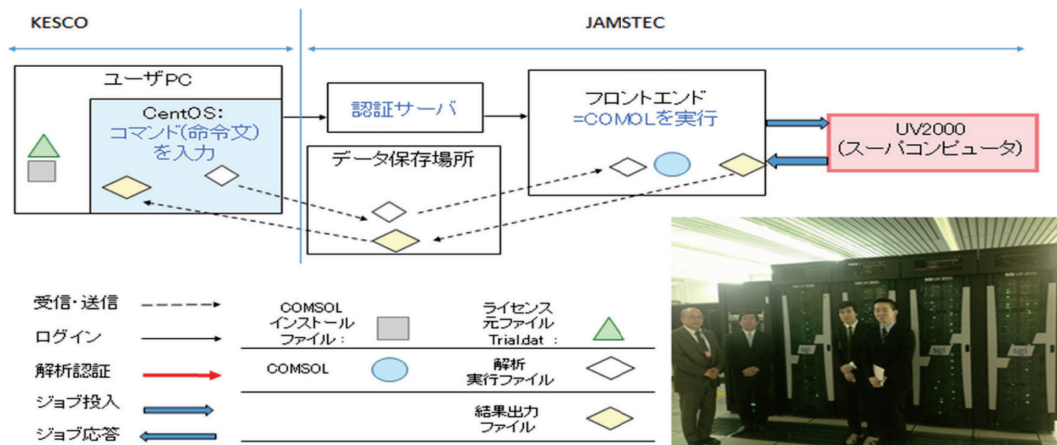 KESCO
JAMSTEC
ユーザPC
CentOS:
コマンド(命令文)
を入力
認証サーバ
データ保存場所
フロントエンド
=COMOLを実行
UV2000
(スーパコンピュータ)
受信・送信
ログイン
解析認証
ジョブ投入
ジョブ応答
COMSOL
インストール
ファイル:
ライセンス
元ファイル
Trial.dat :
COMSOL
解析
実行ファイル
結果出力
ファイル
sgi
sgi